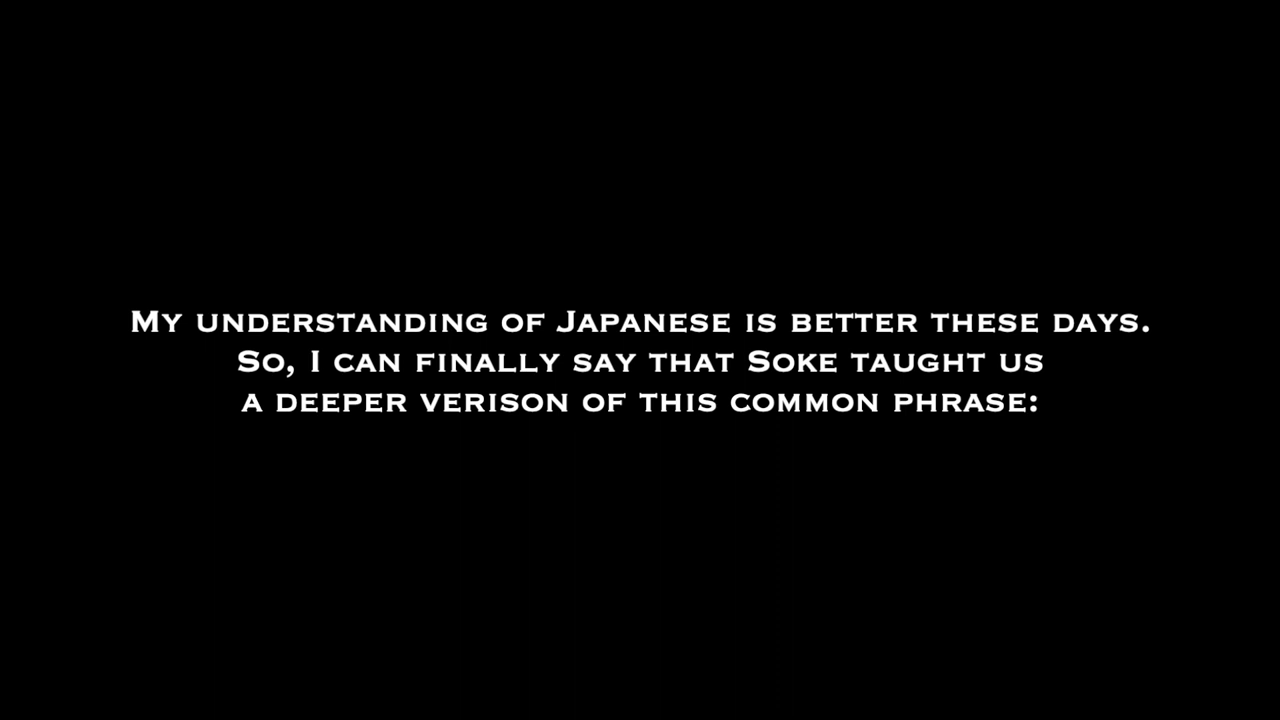 My understanding of Japanese is better these days.
So, I can finally say that Soke taught us
a deeper verison of this common phrase: